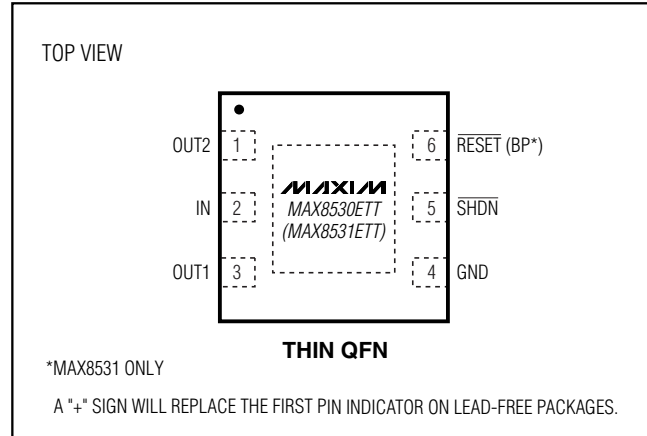 TOP VIEW
OUT2 1
6 RESET (BP*)
MAXIM
IN 2
MAX8530ETT
5 SHDN
(MAX8531ETT)
OUT1 3
4 GND
THIN QFN
*MAX8531 ONLY
A "+" SIGN WILL REPLACE THE FIRST PIN INDICATOR ON LEAD-FREE PACKAGES.